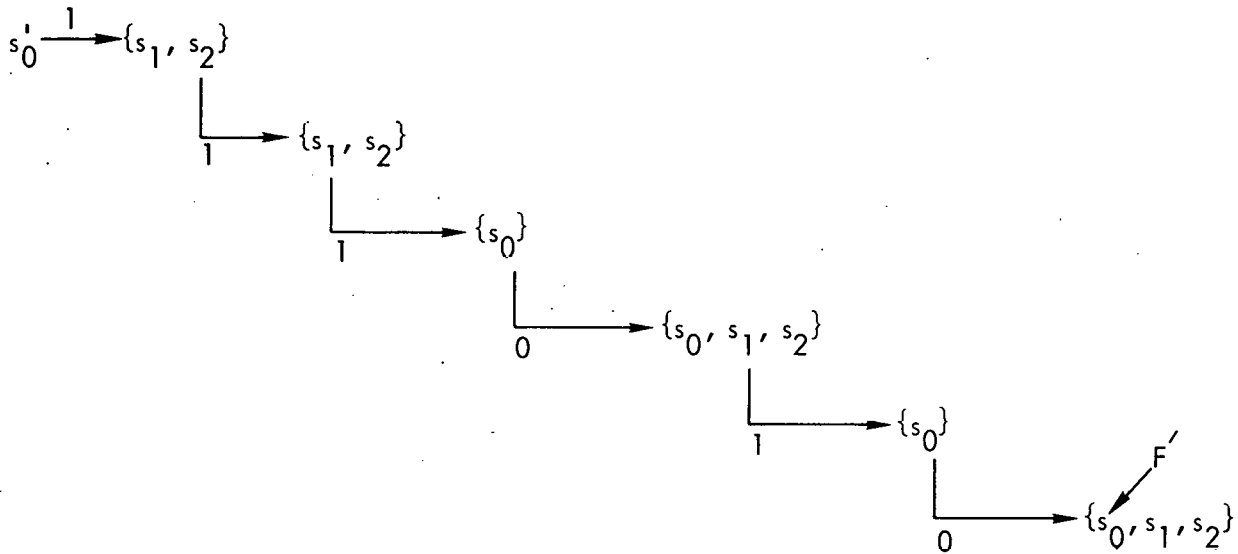 s'₀ 1 {s₁, s₂}
1 {s₁, s₂}
1 {s₀}
0 {s₀, s₁, s₂}
1 {s₀}
F′
0 {s₀, s₁, s₂}